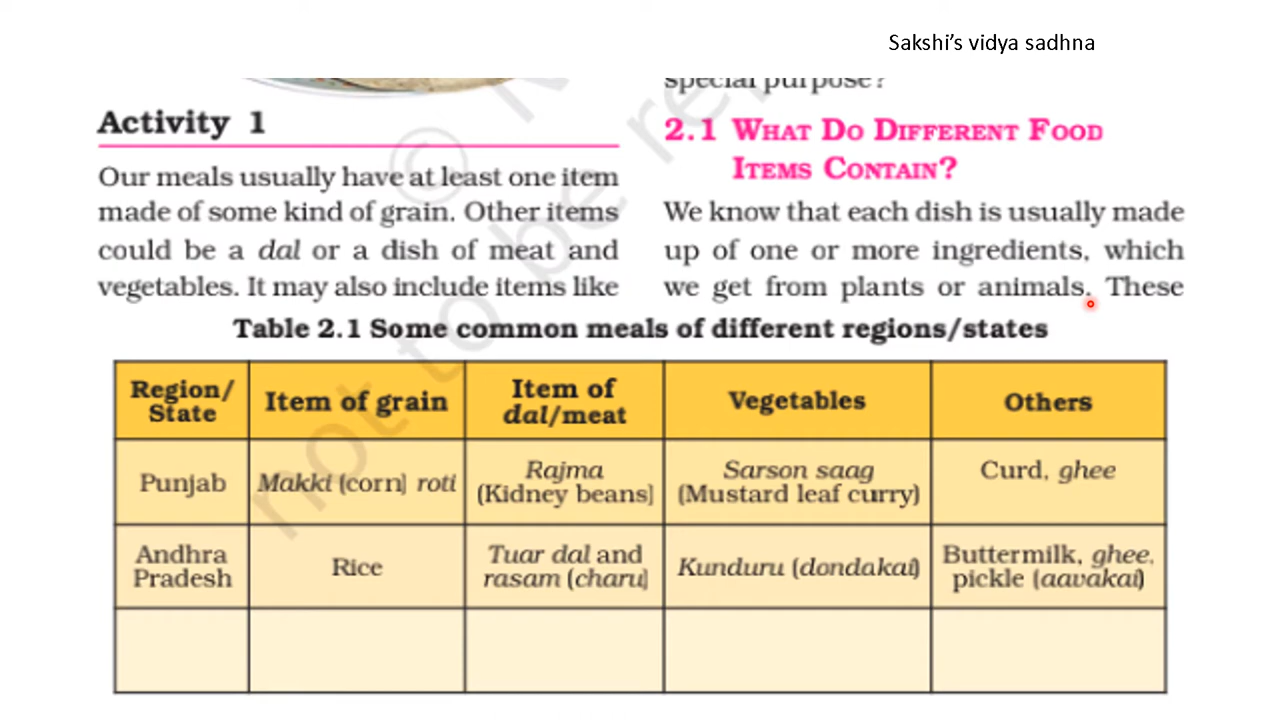 Sakshi's vidya sadhna
Activity 1
Our meals usually have at least one item
made of some kind of grain. Other items
could be a dal or a dish of meat and
vegetables. It may also include items like
special purpose?
2.1 WHAT DO DIFFERENT FOOD
ITEMS CONTAIN?
We know that each dish is usually made
up of one or more ingredients, which
we get from plants or animals. These
Table 2.1 Some common meals of different regions/states
Region/
State
Item of grain
Item of
dal/meat
Vegetables
Others
Punjab
Makki (corn) roti
Rajma
(Kidney beans)
Sarson saag
(Mustard leaf curry)
Curd, ghee
Andhra
Pradesh
Rice
Tuar dal and
rasam (charu)
Kunduru (dondakai)
Buttermilk, ghee,
pickle (aavakai)
not to be rep
©